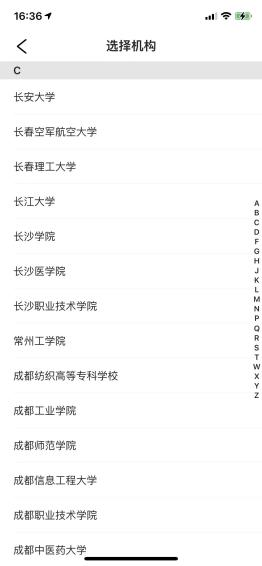 16:36
选择机构
C
长安大学
长春空军航空大学
长春理工大学
长江大学
长沙学院
长沙医学院
长沙职业技术学院
常州工学院
成都纺织高等专科学校
成都工业学院
成都师范学院
成都信息工程大学
成都职业技术学院
成都中医药大学
A
B
C
D
F
G
H
J
K
L
M
N
P
Q
R
S
T
W
X
Y
Z